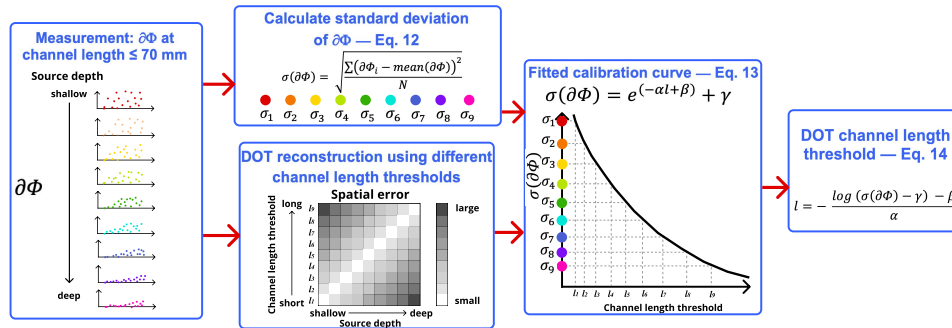 Measurement: ∂Φ at
channel length ≤ 70 mm
Source depth
shallow
∂Φ
deep
Calculate standard deviation
of ∂Φ — Eq. 12
σ(∂Φ) = √(∑(∂Φᵢ − mean(∂Φ))² / N)
σ₁ σ₂ σ₃ σ₄ σ₅ σ₆ σ₇ σ₈ σ₉
DOT reconstruction using different
channel length thresholds
Spatial error
Channel length threshold
long
short
l₉
l₈
l₇
l₆
l₅
l₄
l₃
l₂
l₁
large
small
shallow
deep
Source depth
Fitted calibration curve — Eq. 13
σ(∂Φ) = e^(−αl+β) + γ
σ(∂Φ)
σ₁
σ₂
σ₃
σ₄
σ₅
σ₆
σ₇
σ₈
σ₉
l₁ l₂ l₃ l₄ l₅ l₆ l₇ l₈ l₉
Channel length threshold
DOT channel length
threshold — Eq. 14
l = − (log (σ(∂Φ) − γ) − β) / α